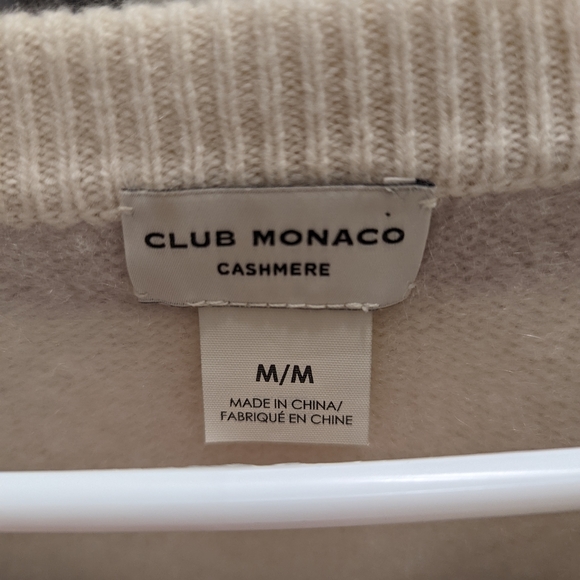 CLUB MONACO
CASHMERE
M/M
MADE IN CHINA/
FABRIQUÉ EN CHINE